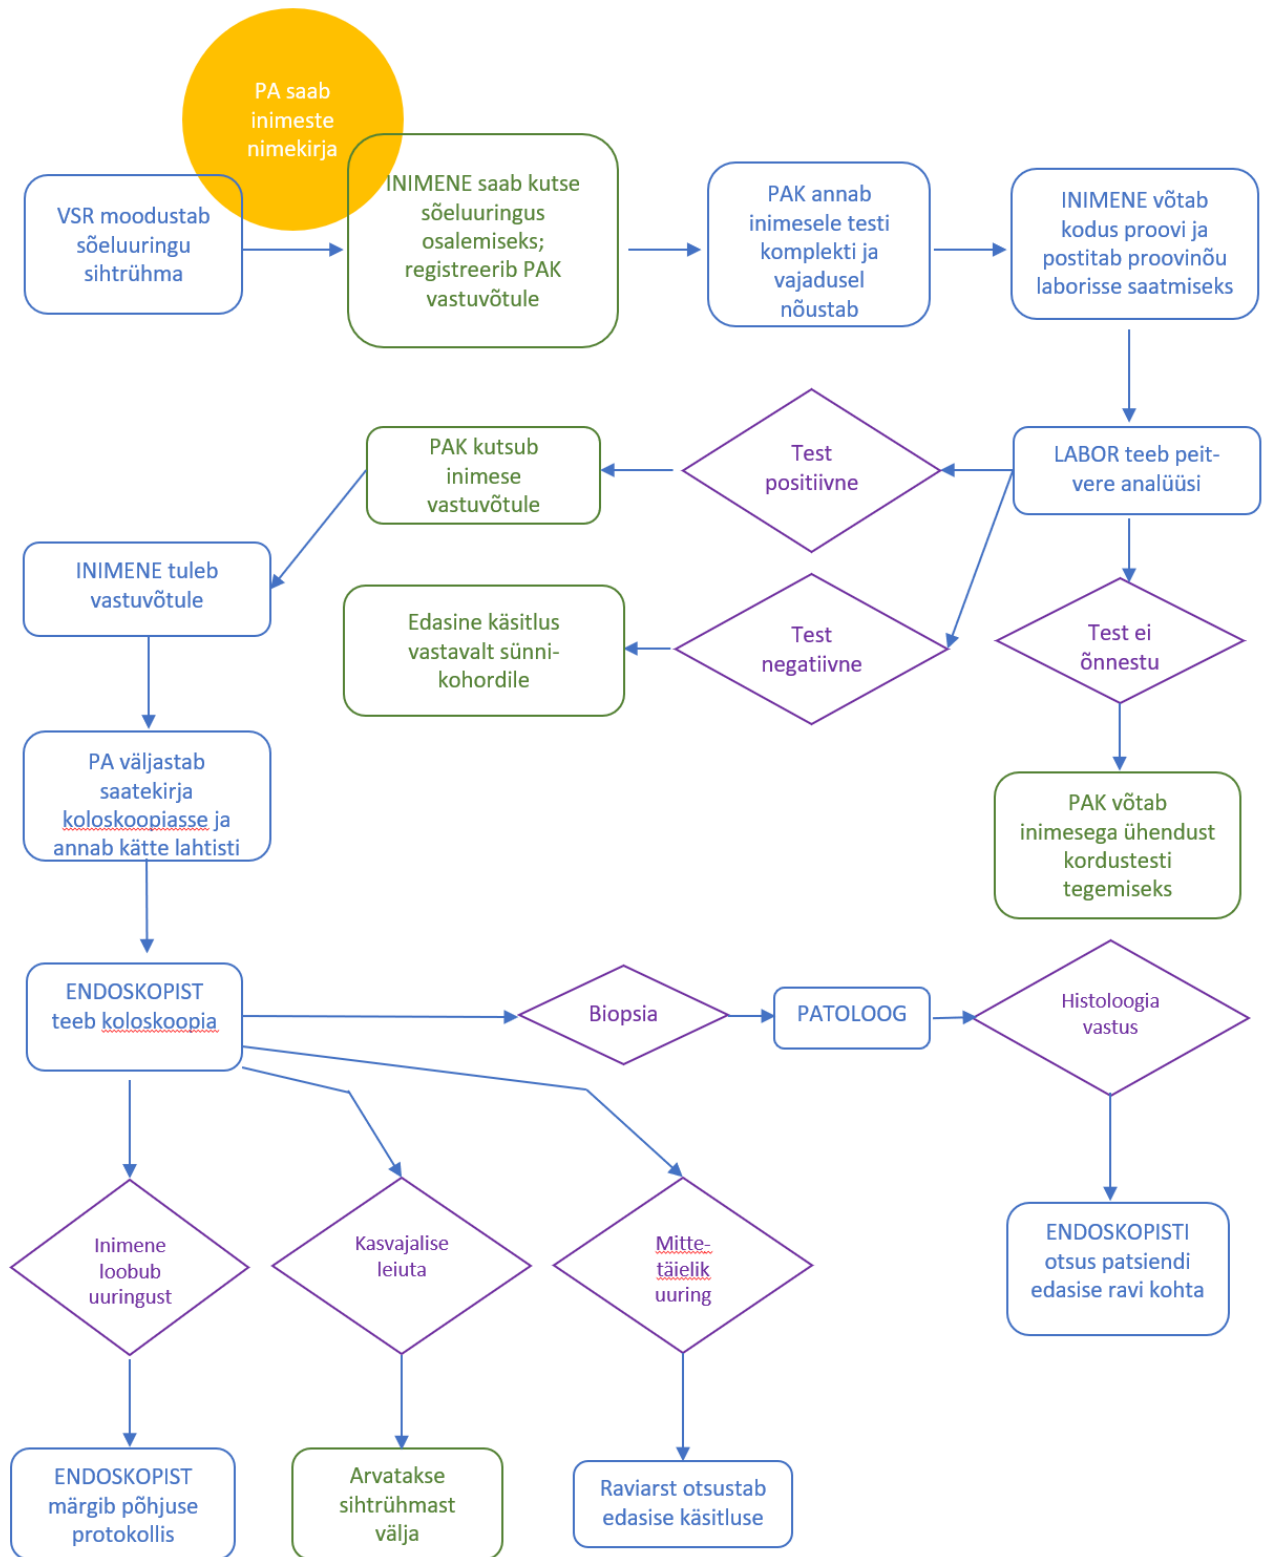 PA saab
inimeste
nimekirja
VSR moodustab
sõeluuringu
sihtrühma
INIMENE saab kutse
sõeluuringus
osalemiseks;
registreerib PAK
vastuvõtule
PAK annab
inimesele testi
komplekti ja
vajadusel
nõustab
INIMENE võtab
kodus proovi ja
postitab proovinõu
laborisse saatmiseks
PAK kutsub
inimese
vastuvõtule
Test
positiivne
LABOR teeb peit-
vere analüüsi
INIMENE tuleb
vastuvõtule
Edasine käsitlus
vastavalt sünni-
kohordile
Test
negatiivne
Test ei
õnnestu
PA väljastab
saatekirja
koloskoopiasse ja
annab kätte lahtisti
PAK võtab
inimesega ühendust
kordustesti
tegemiseks
ENDOSKOPIST
teeb koloskoopia
Biopsia
PATOLOOG
Histoloogia
vastus
Inimene
loobub
uuringust
Kasvajalise
leiuta
Mitte-
täielik
uuring
ENDOSKOPISTI
otsus patsiendi
edasise ravi kohta
ENDOSKOPIST
märgib põhjuse
protokollis
Arvatakse
sihtrühmast
välja
Raviarst otsustab
edasise käsitluse